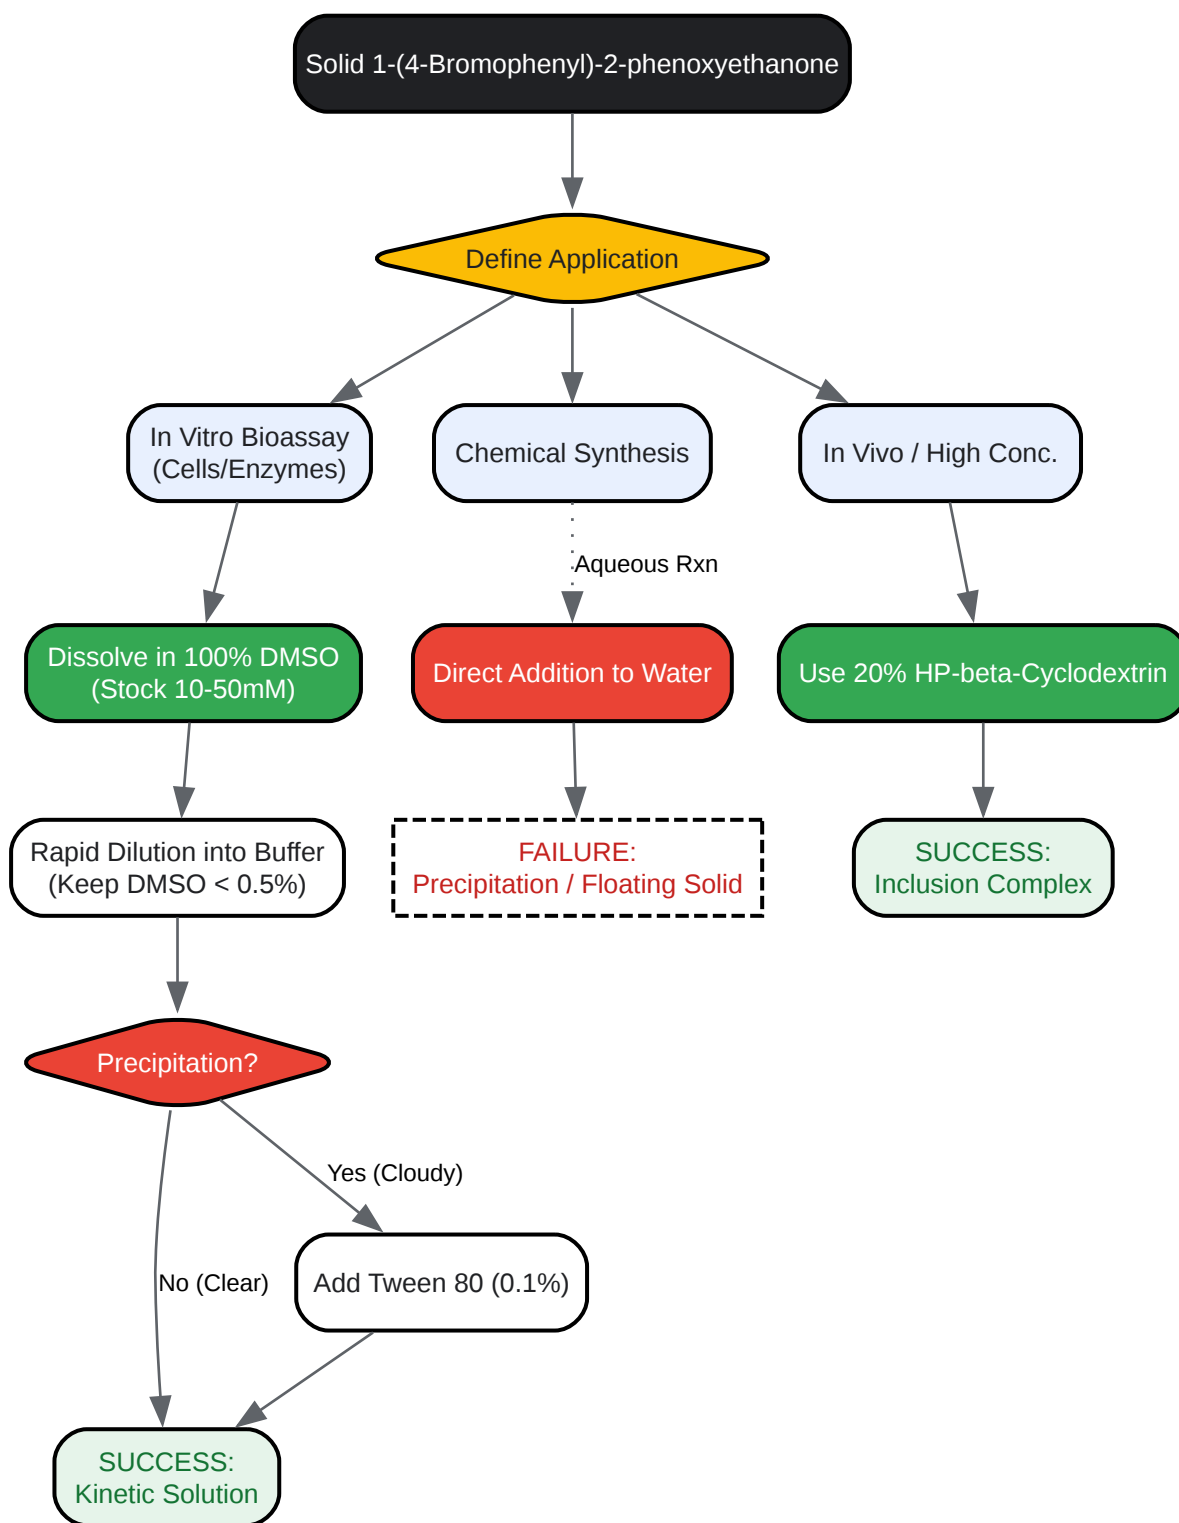 Solid 1-(4-Bromophenyl)-2-phenoxyethanone
Define Application
In Vitro Bioassay
(Cells/Enzymes)
Chemical Synthesis
In Vivo / High Conc.
Aqueous Rxn
Dissolve in 100% DMSO
(Stock 10-50mM)
Direct Addition to Water
Use 20% HP-beta-Cyclodextrin
Rapid Dilution into Buffer
(Keep DMSO < 0.5%)
FAILURE:
Precipitation / Floating Solid
SUCCESS:
Inclusion Complex
Precipitation?
Yes (Cloudy)
No (Clear)
Add Tween 80 (0.1%)
SUCCESS:
Kinetic Solution